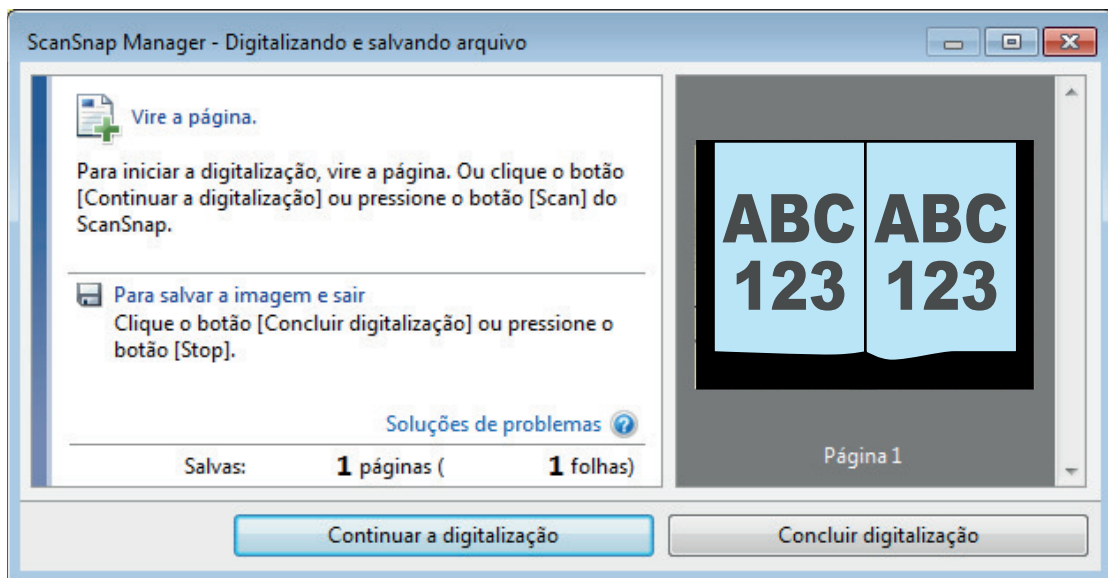 ScanSnap Manager - Digitalizando e salvando arquivo
Vire a página.
Para iniciar a digitalização, vire a página. Ou clique o botão
[Continuar a digitalização] ou pressione o botão [Scan] do
ScanSnap.
Para salvar a imagem e sair
Clique o botão [Concluir digitalização] ou pressione o
botão [Stop].
Soluções de problemas ?
Salvas: 1 páginas ( 1 folhas)
ABC ABC
123 123
Página 1
Continuar a digitalização Concluir digitalização